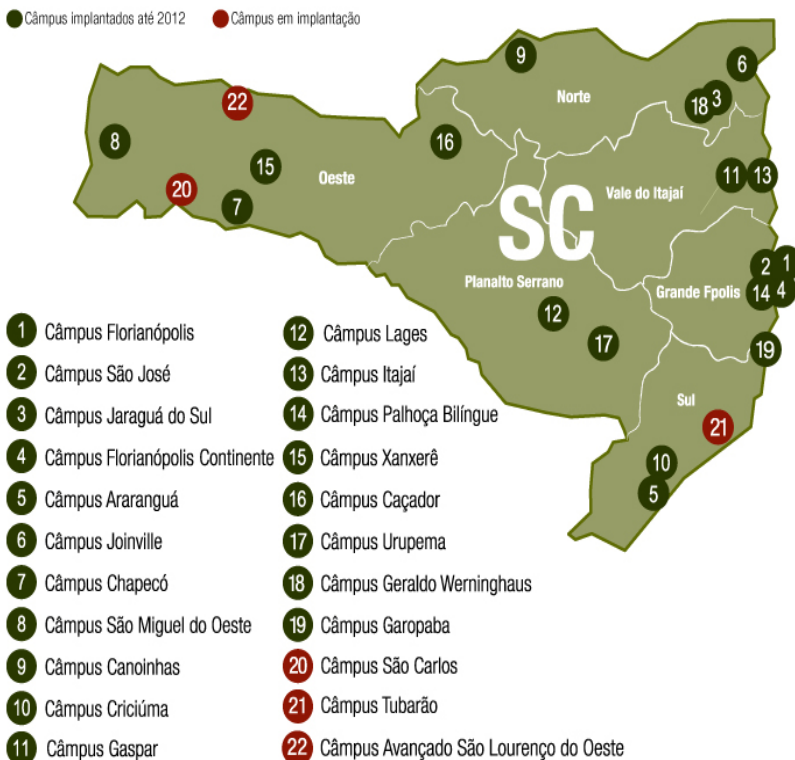 Câmpus implantados até 2012
Câmpus em implantação
9
6
Norte
22
18
3
8
16
15
Oeste
11
13
20
Vale do Itajaí
7
SC
2
1
Planalto Serrano
Grande Fpolis
14
4
12
17
19
Sul
21
10
5
1 Câmpus Florianópolis
2 Câmpus São José
3 Câmpus Jaraguá do Sul
4 Câmpus Florianópolis Continente
5 Câmpus Araranguá
6 Câmpus Joinville
7 Câmpus Chapecó
8 Câmpus São Miguel do Oeste
9 Câmpus Canoinhas
10 Câmpus Criciúma
11 Câmpus Gaspar
12 Câmpus Lages
13 Câmpus Itajaí
14 Câmpus Palhoça Bilíngue
15 Câmpus Xanxerê
16 Câmpus Caçador
17 Câmpus Urupema
18 Câmpus Geraldo Werninghaus
19 Câmpus Garopaba
20 Câmpus São Carlos
21 Câmpus Tubarão
22 Câmpus Avançado São Lourenço do Oeste